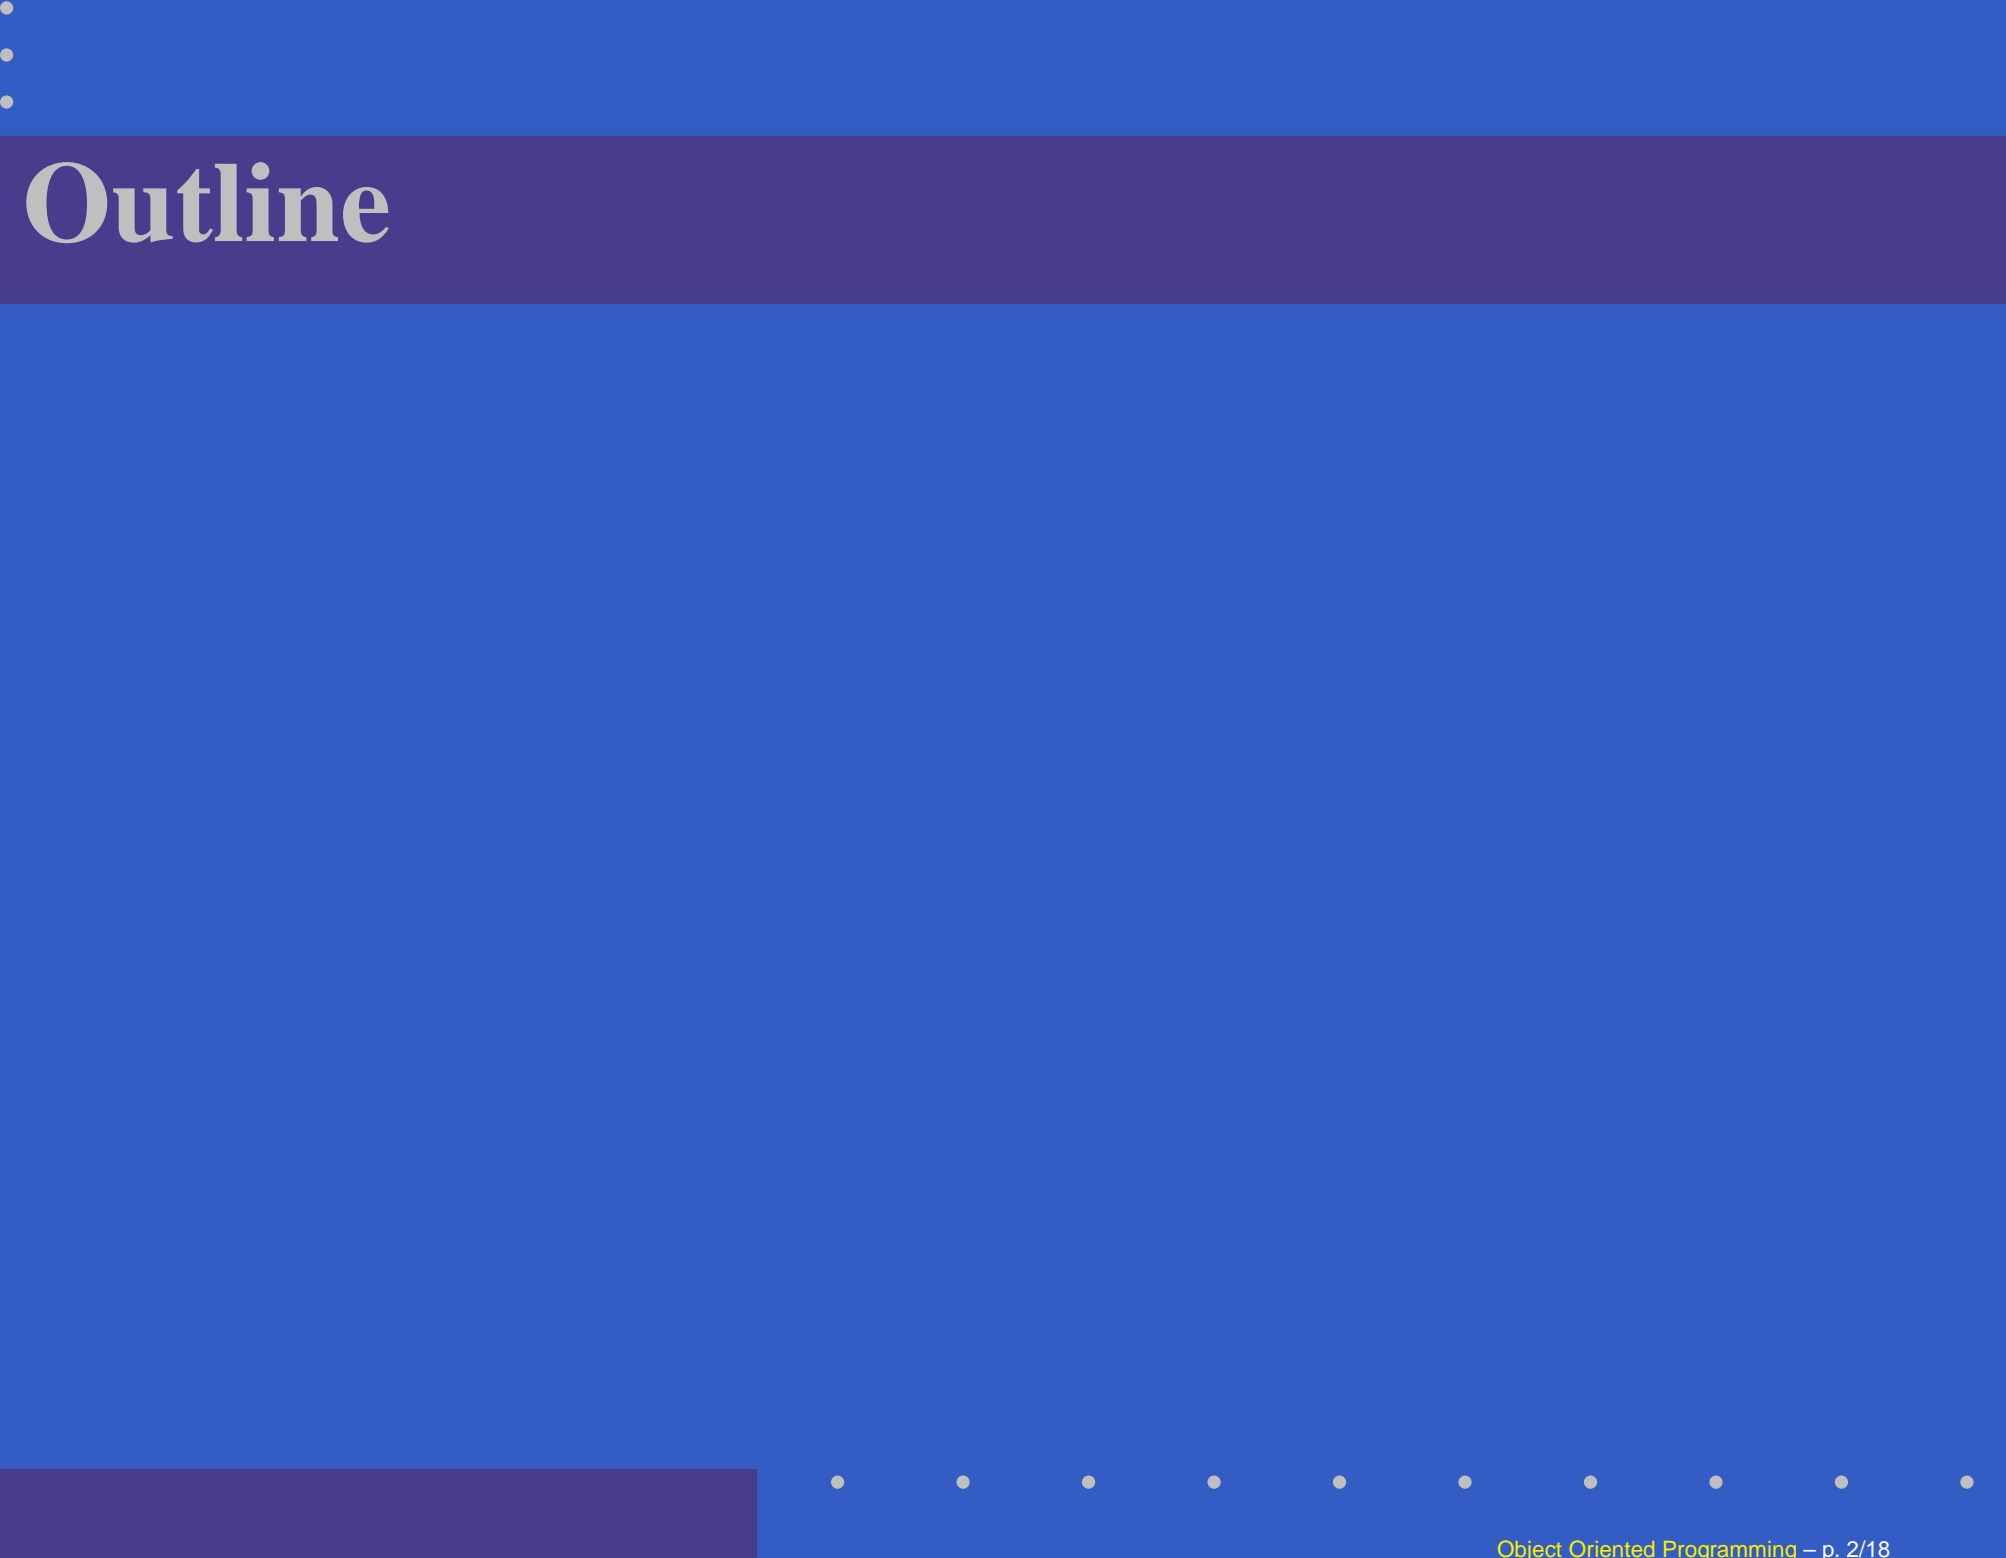 Outline
Object Oriented Programming – p. 2/18